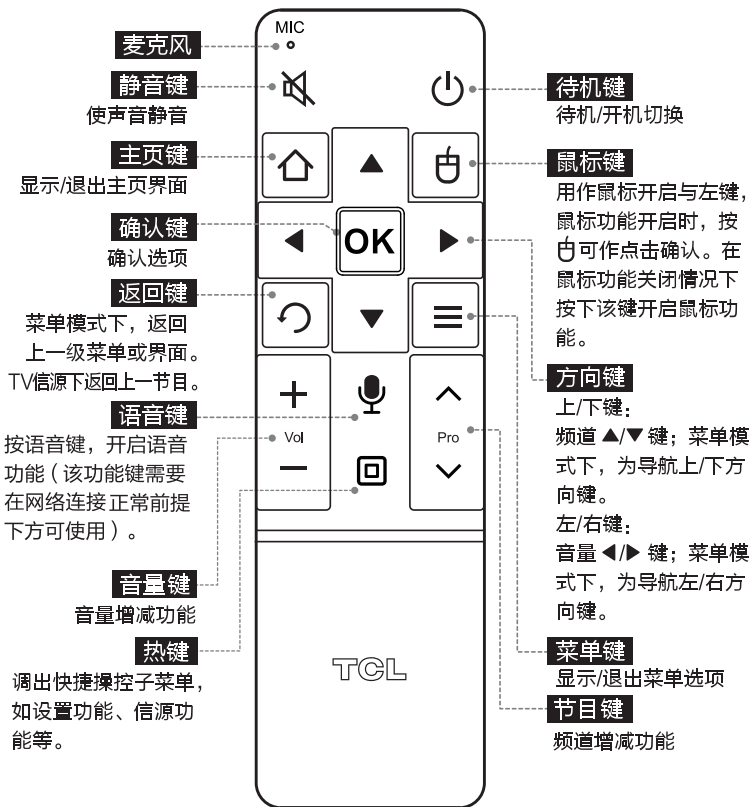 麦克风
静音键
使声音静音
主页键
显示/退出主页界面
确认键
确认选项
返回键
菜单模式下，返回
上一级菜单或界面。
TV信源下返回上一节目。
语音键
按语音键，开启语音
功能（该功能键需要
在网络连接正常前提
下方可使用）。
音量键
音量增减功能
热键
调出快捷操控子菜单，
如设置功能、信源功
能等。
MIC
OK
Vol
Pro
TCL
待机键
待机/开机切换
鼠标键
用作鼠标开启与左键，
鼠标功能开启时，按
可作点击确认。在
鼠标功能关闭情况下
按下该键开启鼠标功
能。
方向键
上/下键：
频道 ▲/▼ 键；菜单模
式下，为导航上/下方
向键。
左/右键：
音量 ◀/▶ 键；菜单模
式下，为导航左/右方
向键。
菜单键
显示/退出菜单选项
节目键
频道增减功能